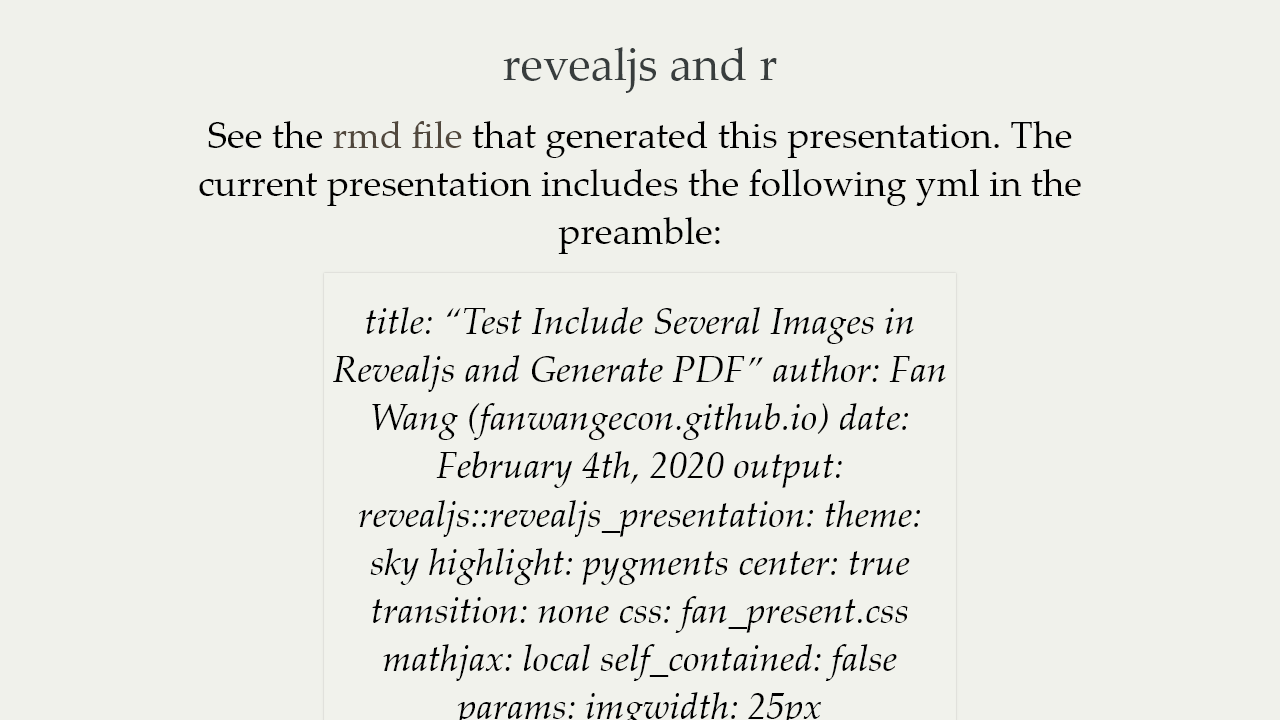 revealjs and r
See the rmd file that generated this presentation. The
current presentation includes the following yml in the
preamble:
title: “Test Include Several Images in
Revealjs and Generate PDF” author: Fan
Wang (fanwangecon.github.io) date:
February 4th, 2020 output:
revealjs::revealjs_presentation: theme:
sky highlight: pygments center: true
transition: none css: fan_present.css
mathjax: local self_contained: false
params: imgwidth: 25px